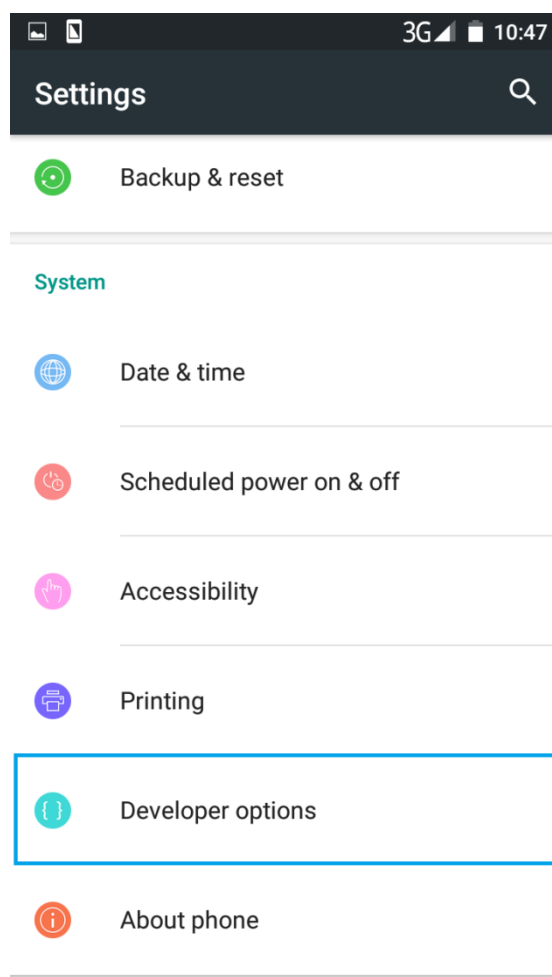 3G 10:47
Settings
Backup & reset
System
Date & time
Scheduled power on & off
Accessibility
Printing
{ } Developer options
About phone